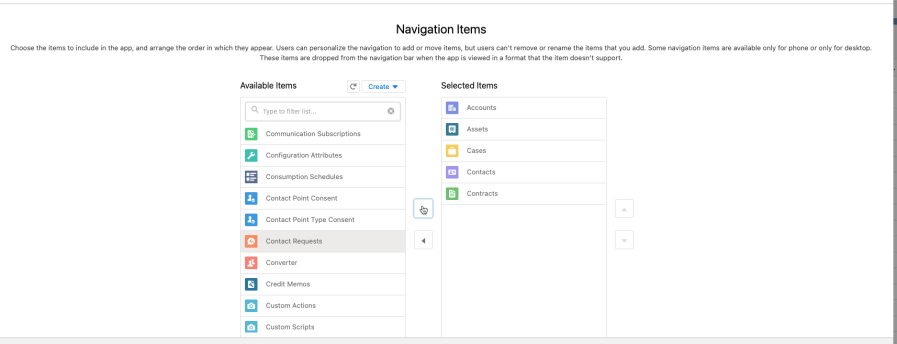 Navigation Items
Choose the items to include in the app, and arrange the order in which they appear. Users can personalize the navigation to add or move items, but users can't remove or rename the items that you add. Some navigation items are available only for phone or only for desktop.
These items are dropped from the navigation bar when the app is viewed in a format that the item doesn't support.
Available Items
Create
Type to filter list...
Communication Subscriptions
Configuration Attributes
Consumption Schedules
Contact Point Consent
Contact Point Type Consent
Contact Requests
Converter
Credit Memos
Custom Actions
Custom Scripts
Selected Items
Accounts
Assets
Cases
Contacts
Contracts